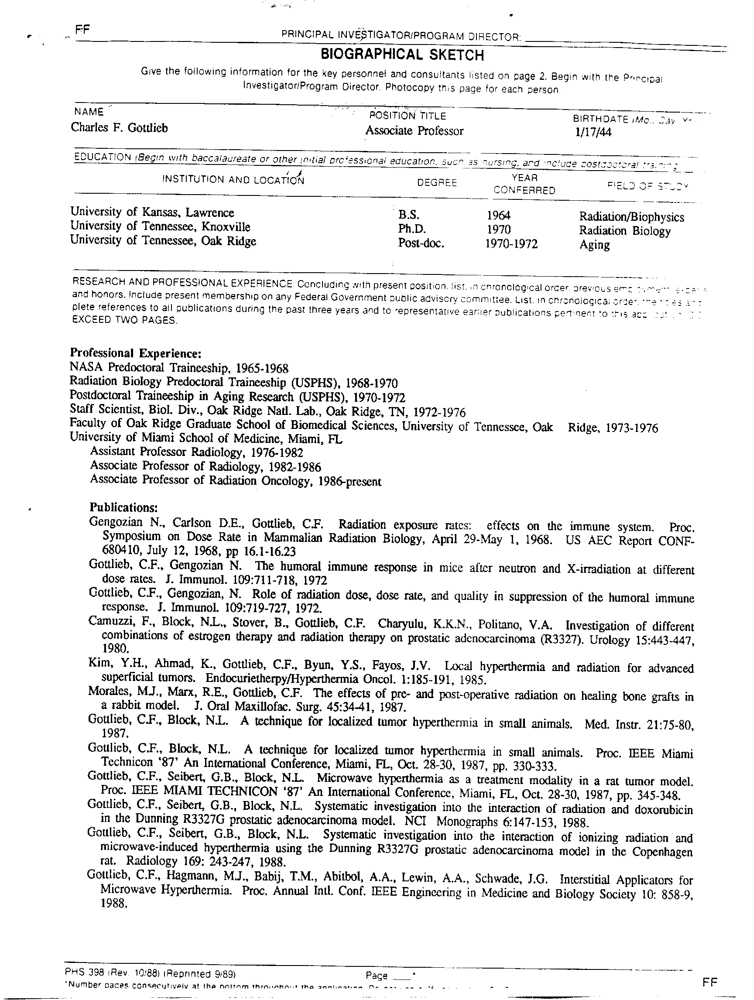 FF
PRINCIPAL INVESTIGATOR/PROGRAM DIRECTOR:
BIOGRAPHICAL SKETCH
Give the following information for the key personnel and consultants listed on page 2. Begin with the Principal
Investigator/Program Director. Photocopy this page for each person.
NAME
POSITION TITLE
BIRTHDATE (Mo., Day, Yr.
Charles F. Gottlieb
Associate Professor
1/17/44
EDUCATION (Begin with baccalaureate or other initial professional education, such as nursing, and include postdoctoral training.
INSTITUTION AND LOCATION
DEGREE
YEAR
CONFERRED
FIELD OF STUDY
University of Kansas, Lawrence B.S. 1964 Radiation/Biophysics
University of Tennessee, Knoxville Ph.D. 1970 Radiation Biology
University of Tennessee, Oak Ridge Post-doc. 1970-1972 Aging
RESEARCH AND PROFESSIONAL EXPERIENCE: Concluding with present position, list, in chronological order, previous
and honors. Include present membership on any Federal Government public advisory committee. List, in chronological order, the
plete references to all publications during the past three years and to representative earlier publications pertinent to this
EXCEED TWO PAGES.
Professional Experience:
NASA Predoctoral Traineeship, 1965-1968
Radiation Biology Predoctoral Traineeship (USPHS), 1968-1970
Postdoctoral Traineeship in Aging Research (USPHS), 1970-1972
Staff Scientist, Biol. Div., Oak Ridge Natl. Lab., Oak Ridge, TN, 1972-1976
Faculty of Oak Ridge Graduate School of Biomedical Sciences, University of Tennessee, Oak Ridge, 1973-1976
University of Miami School of Medicine, Miami, FL
Assistant Professor Radiology, 1976-1982
Associate Professor of Radiology, 1982-1986
Associate Professor of Radiation Oncology, 1986-present
Publications:
Gengozian N., Carlson D.E., Gottlieb, C.F. Radiation exposure rates: effects on the immune system. Proc.
Symposium on Dose Rate in Mammalian Radiation Biology, April 29-May 1, 1968. US AEC Report CONF-
680410, July 12, 1968, pp 16.1-16.23
Gottlieb, C.F., Gengozian N. The humoral immune response in mice after neutron and X-irradiation at different
dose rates. J. Immunol. 109:711-718, 1972
Gottlieb, C.F., Gengozian, N. Role of radiation dose, dose rate, and quality in suppression of the humoral immune
response. J. Immunol. 109:719-727, 1972.
Camuzzi, F., Block, N.L., Stover, B., Gottlieb, C.F. Charyulu, K.K.N., Politano, V.A. Investigation of different
combinations of estrogen therapy and radiation therapy on prostatic adenocarcinoma (R3327). Urology 15:443-447,
1980.
Kim, Y.H., Ahmad, K., Gottlieb, C.F., Byun, Y.S., Fayos, J.V. Local hyperthermia and radiation for advanced
superficial tumors. Endocurietherpy/Hyperthermia Oncol. 1:185-191, 1985.
Morales, M.J., Marx, R.E., Gottlieb, C.F. The effects of pre- and post-operative radiation on healing bone grafts in
a rabbit model. J. Oral Maxillofac. Surg. 45:34-41, 1987.
Gottlieb, C.F., Block, N.L. A technique for localized tumor hyperthermia in small animals. Med. Instr. 21:75-80,
1987.
Gottlieb, C.F., Block, N.L. A technique for localized tumor hyperthermia in small animals. Proc. IEEE Miami
Technicon '87' An International Conference, Miami, FL, Oct. 28-30, 1987, pp. 330-333.
Gottlieb, C.F., Seibert, G.B., Block, N.L. Microwave hyperthermia as a treatment modality in a rat tumor model.
Proc. IEEE MIAMI TECHNICON '87' An International Conference, Miami, FL, Oct. 28-30, 1987, pp. 345-348.
Gottlieb, C.F., Seibert, G.B., Block, N.L. Systematic investigation into the interaction of radiation and doxorubicin
in the Dunning R3327G prostatic adenocarcinoma model. NCI Monographs 6:147-153, 1988.
Gottlieb, C.F., Seibert, G.B., Block, N.L. Systematic investigation into the interaction of ionizing radiation and
microwave-induced hyperthermia using the Dunning R3327G prostatic adenocarcinoma model in the Copenhagen
rat. Radiology 169: 243-247, 1988.
Gottlieb, C.F., Hagmann, M.J., Babij, T.M., Abitbol, A.A., Lewin, A.A., Schwade, J.G. Interstitial Applicators for
Microwave Hyperthermia. Proc. Annual Intl. Conf. IEEE Engineering in Medicine and Biology Society 10: 858-9,
1988.
PHS 398 (Rev. 10/88) (Reprinted 9/89)
Page ___*
FF
*Number pages consecutively at the bottom throughout the application.